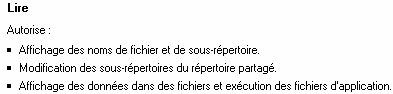 Lire
Autorise :
▪ Affichage des noms de fichier et de sous-répertoire.
▪ Modification des sous-répertoires du répertoire partagé.
▪ Affichage des données dans des fichiers et exécution des fichiers d'application.